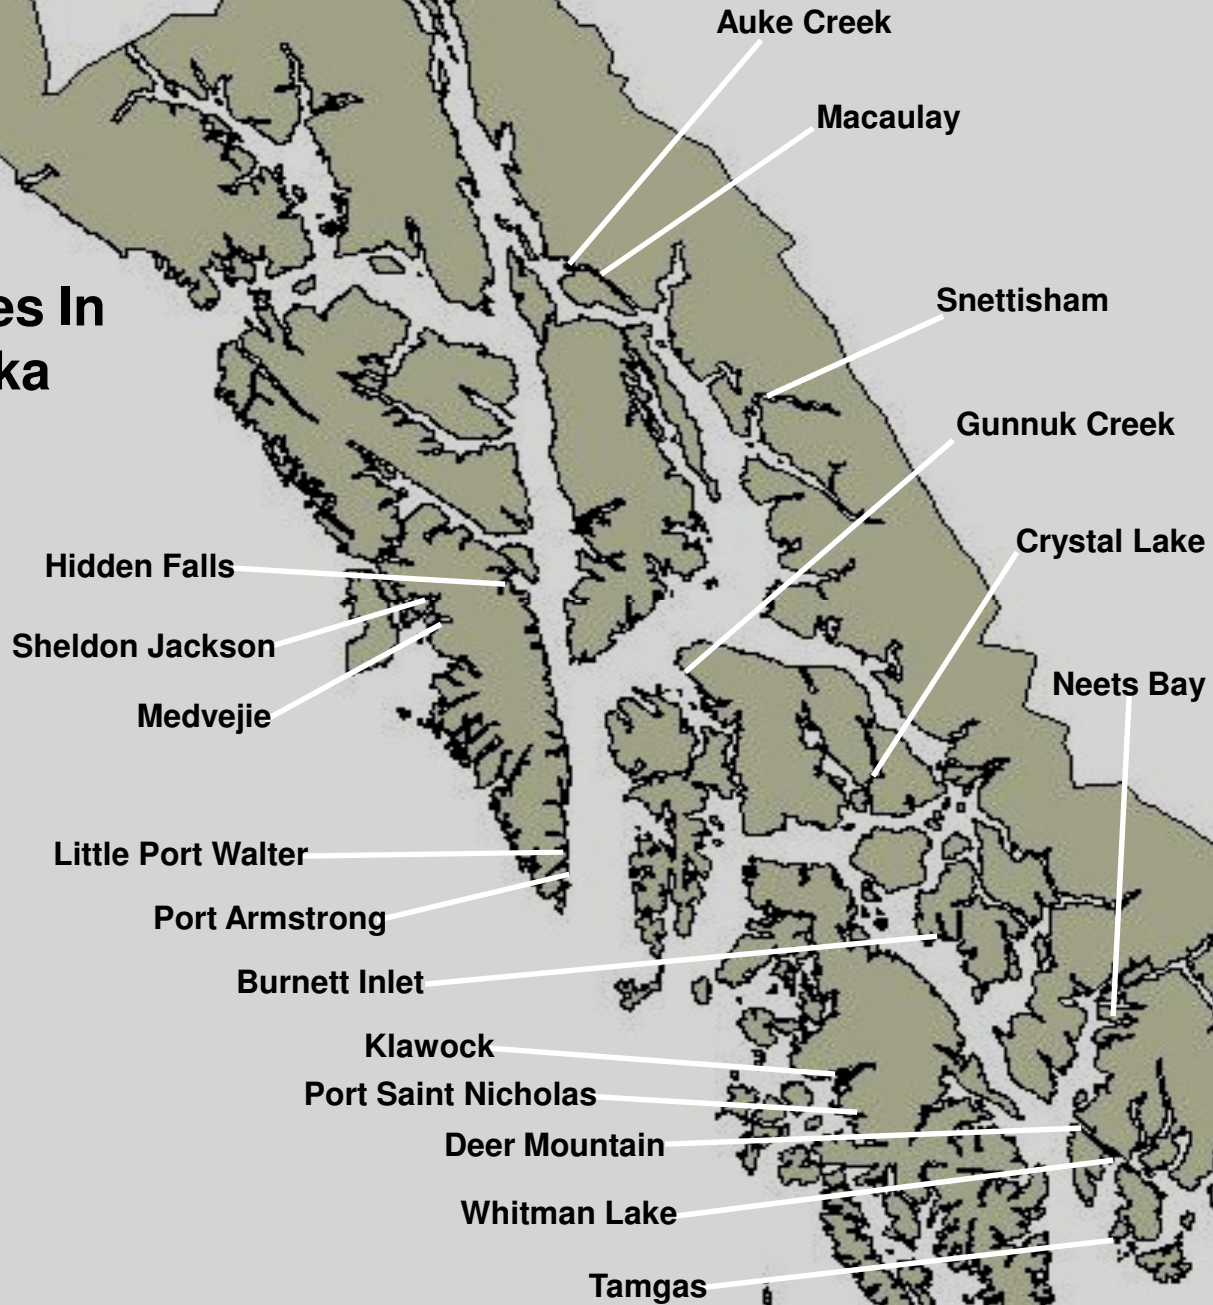 Auke Creek
Macaulay
es In
ka
Snettisham
Gunnuk Creek
Crystal Lake
Hidden Falls
Sheldon Jackson
Neets Bay
Medvejie
Little Port Walter
Port Armstrong
Burnett Inlet
Klawock
Port Saint Nicholas
Deer Mountain
Whitman Lake
Tamgas